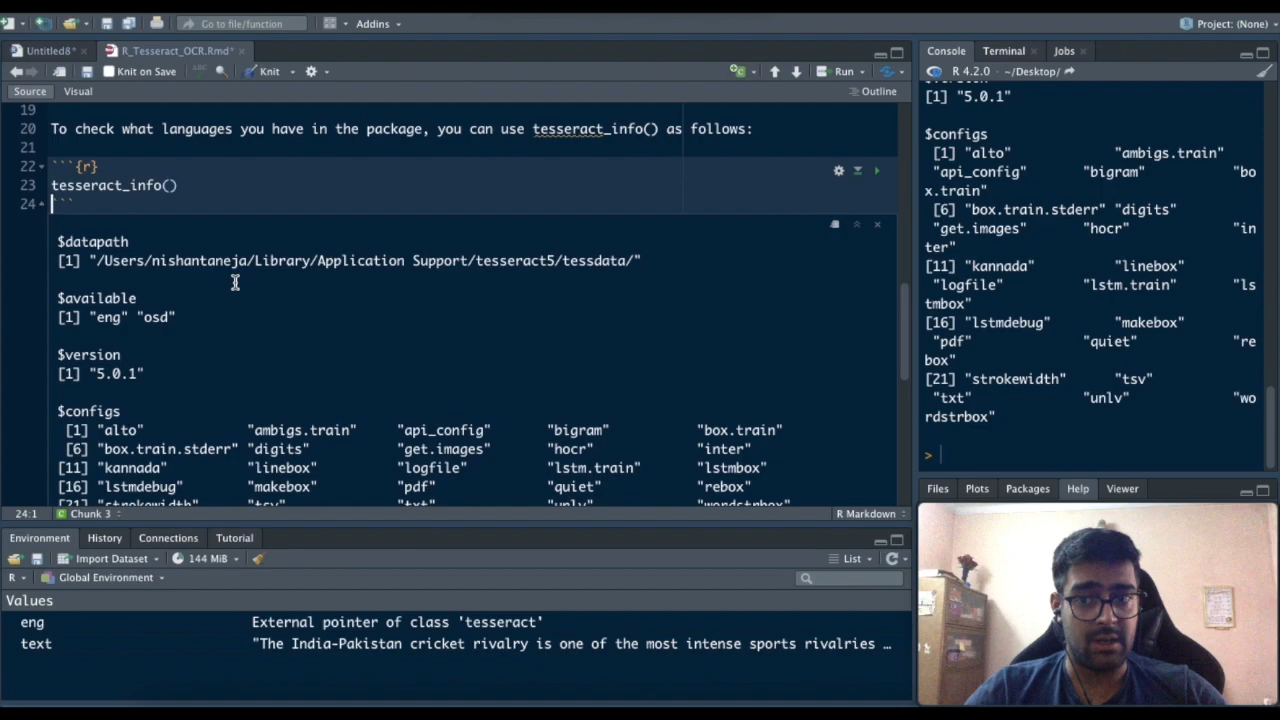 Go to file/function
Addins
Project: (None)
Untitled8*
R_Tesseract_OCR.Rmd*
Knit on Save
ABC
Knit
Run
Source
Visual
Outline
19
20 To check what languages you have in the package, you can use tesseract_info() as follows:
21
22 ```{r}
23 tesseract_info()
24 ```
$datapath
[1] "/Users/nishantaneja/Library/Application Support/tesseract5/tessdata/"
$available
[1] "eng" "osd"
$version
[1] "5.0.1"
$configs
[1] "alto" "ambigs.train" "api_config" "bigram" "box.train"
[6] "box.train.stderr" "digits" "get.images" "hocr" "inter"
[11] "kannada" "linebox" "logfile" "lstm.train" "lstmbox"
[16] "lstmdebug" "makebox" "pdf" "quiet" "rebox"
[21] "strokewidth" "tsv" "txt" "unlv" "wordstrbox"
24:1 C Chunk 3 R Markdown
Environment History Connections Tutorial
Import Dataset 144 MiB List
R Global Environment
Values
eng External pointer of class 'tesseract'
text "The India-Pakistan cricket rivalry is one of the most intense sports rivalries …
Console Terminal Jobs
R 4.2.0 · ~/Desktop/
[1] "5.0.1"
$configs
[1] "alto" "ambigs.train"
"api_config" "bigram" "bo
x.train"
[6] "box.train.stderr" "digits"
"get.images" "hocr" "in
ter"
[11] "kannada" "linebox"
"logfile" "lstm.train" "ls
tmbox"
[16] "lstmdebug" "makebox"
"pdf" "quiet" "re
box"
[21] "strokewidth" "tsv"
"txt" "unlv" "wo
rdstrbox"
>
Files Plots Packages Help Viewer